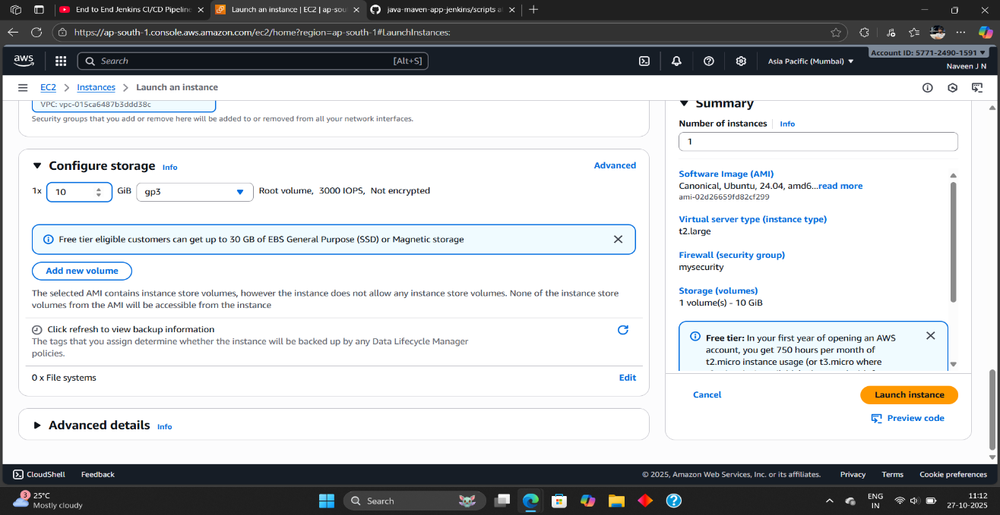 End to End Jenkins CI/CD Pipeline
Launch an instance | EC2 | ap-sou
java-maven-app-jenkins/scripts a
https://ap-south-1.console.aws.amazon.com/ec2/home?region=ap-south-1#LaunchInstances:
aws
Search
[Alt+S]
Asia Pacific (Mumbai)
Account ID: 5771-2490-1591
Naveen J N
EC2 > Instances > Launch an instance
VPC: vpc-015ca6487b3ddd38c
Security groups that you add or remove here will be added to or removed from all your network interfaces.
Configure storage Info
Advanced
1x 10 GiB gp3 Root volume, 3000 IOPS, Not encrypted
Free tier eligible customers can get up to 30 GB of EBS General Purpose (SSD) or Magnetic storage
Add new volume
The selected AMI contains instance store volumes, however the instance does not allow any instance store volumes. None of the instance store
volumes from the AMI will be accessible from the instance
Click refresh to view backup information
The tags that you assign determine whether the instance will be backed up by any Data Lifecycle Manager
policies.
0 x File systems
Edit
Advanced details Info
Summary
Number of instances Info
1
Software Image (AMI)
Canonical, Ubuntu, 24.04, amd6...read more
ami-02d26659fd82cf299
Virtual server type (instance type)
t2.large
Firewall (security group)
mysecurity
Storage (volumes)
1 volume(s) - 10 GiB
Free tier: In your first year of opening an AWS
account, you get 750 hours per month of
t2.micro instance usage (or t3.micro where
Cancel
Launch instance
Preview code
CloudShell
Feedback
© 2025, Amazon Web Services, Inc. or its affiliates.
Privacy
Terms
Cookie preferences
3
25°C
Mostly cloudy
Search
ENG
IN
11:12
27-10-2025